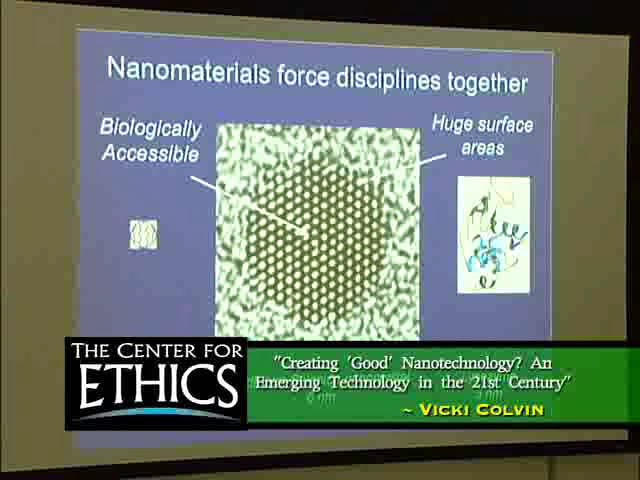 Nanomaterials force disciplines together
Biologically
Accessible
Huge surface
areas
THE CENTER FOR
ETHICS
"Creating 'Good' Nanotechnology? An
Emerging Technology in the 21st Century"
~ VICKI COLVIN